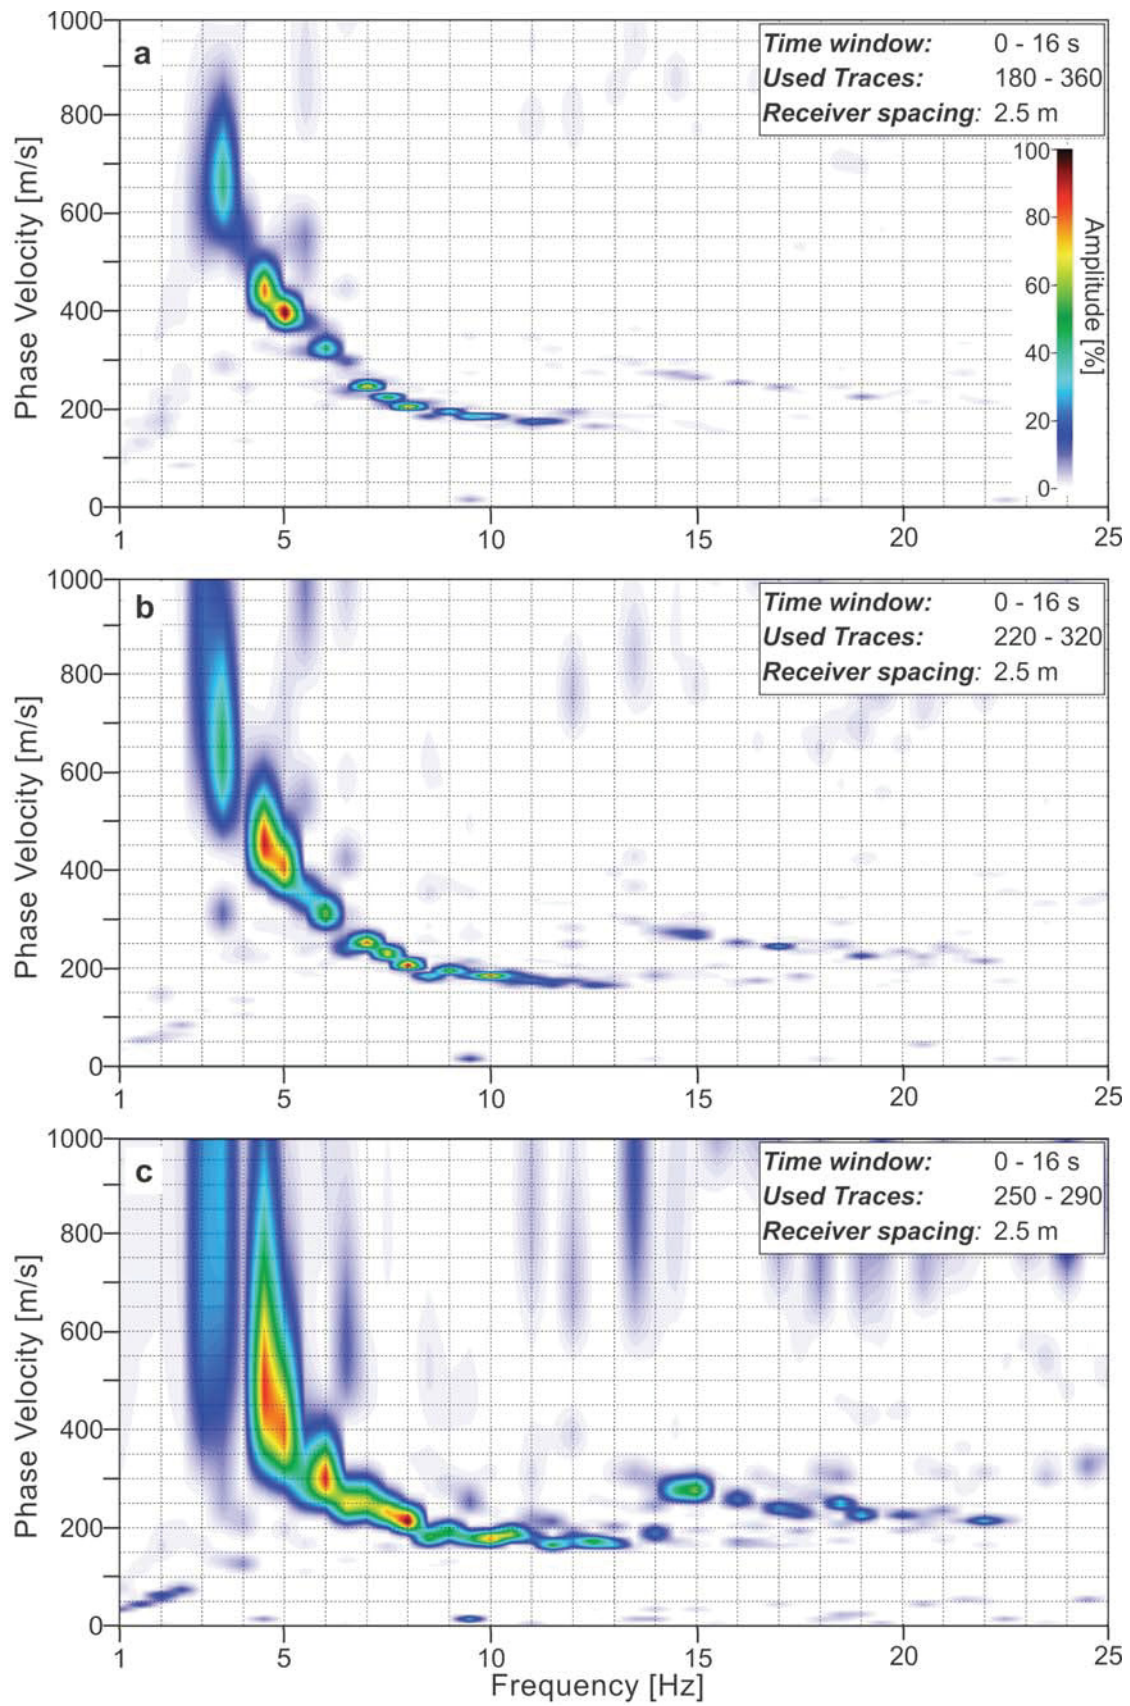 a
Time window: 0 - 16 s
Used Traces: 180 - 360
Receiver spacing: 2.5 m
Phase Velocity [m/s]
1000
800
600
400
200
0
1 5 10 15 20 25
Amplitude [%]
100
80
60
40
20
0
b
Time window: 0 - 16 s
Used Traces: 220 - 320
Receiver spacing: 2.5 m
Phase Velocity [m/s]
1000
800
600
400
200
0
1 5 10 15 20 25
c
Time window: 0 - 16 s
Used Traces: 250 - 290
Receiver spacing: 2.5 m
Phase Velocity [m/s]
1000
800
600
400
200
0
1 5 10 15 20 25
Frequency [Hz]